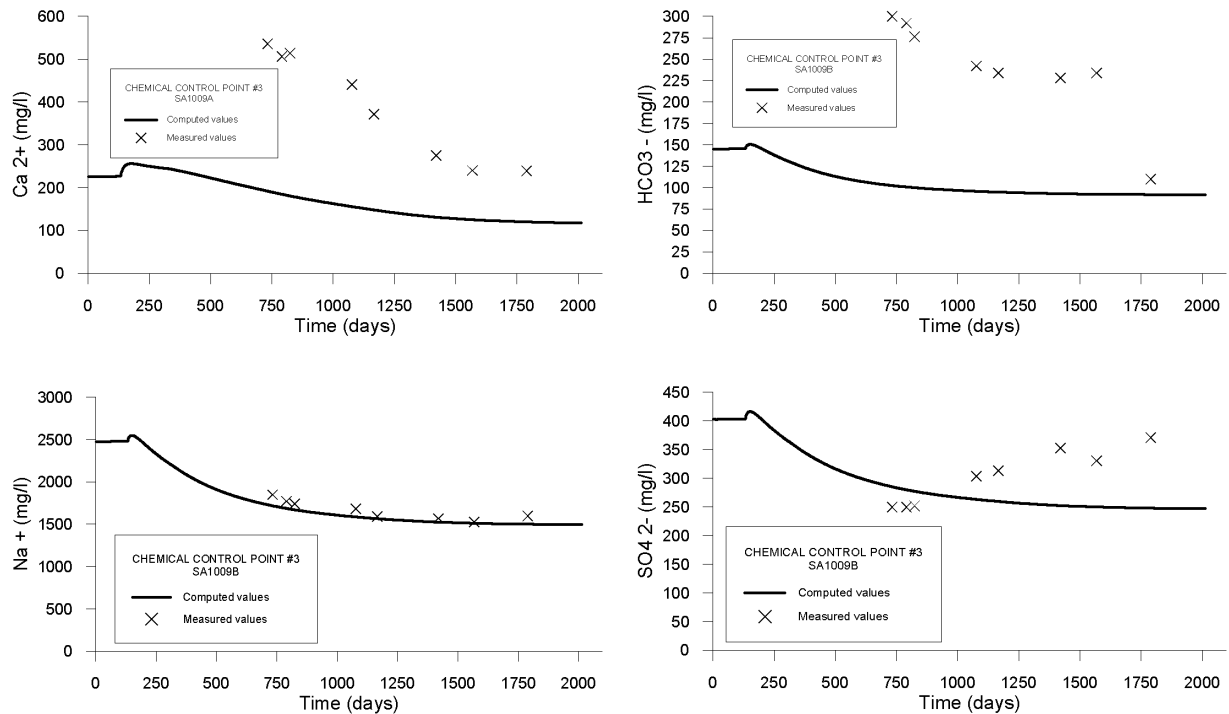 600
500
400
300
200
100
0
Ca 2+ (mg/l)
CHEMICAL CONTROL POINT #3
SA1009A
Computed values
Measured values
0 250 500 750 1000 1250 1500 1750 2000
Time (days)
300
275
250
225
200
175
150
125
100
75
50
25
0
HCO3 - (mg/l)
CHEMICAL CONTROL POINT #3
SA1009B
Computed values
Measured values
0 250 500 750 1000 1250 1500 1750 2000
Time (days)
3000
2500
2000
1500
1000
500
0
Na + (mg/l)
CHEMICAL CONTROL POINT #3
SA1009B
Computed values
Measured values
0 250 500 750 1000 1250 1500 1750 2000
Time (days)
450
400
350
300
250
200
150
100
50
0
SO4 2- (mg/l)
CHEMICAL CONTROL POINT #3
SA1009B
Computed values
Measured values
0 250 500 750 1000 1250 1500 1750 2000
Time (days)